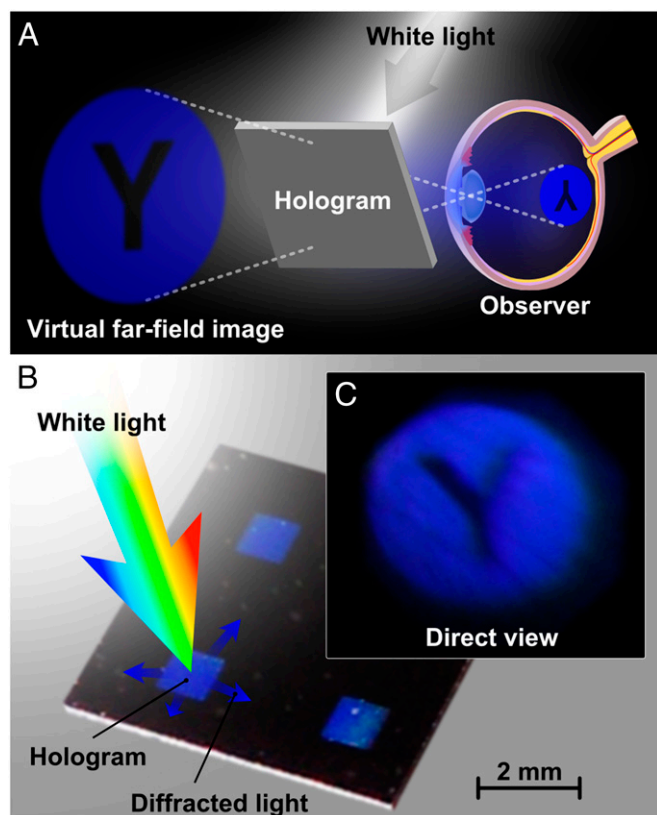 A
White light
Y
Hologram
Y
Observer
Virtual far-field image
B
White light
C
Y
Direct view
Hologram
Diffracted light
2 mm